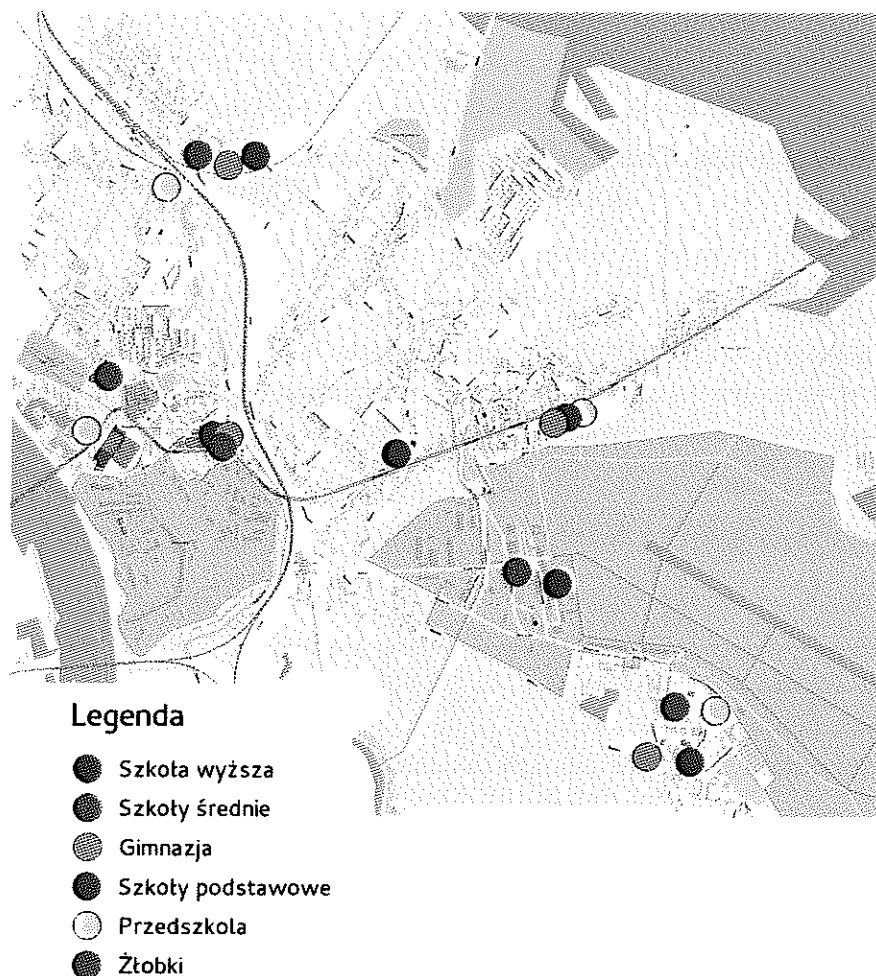 Legenda
Szkoła wyższa
Szkoły średnie
Gimnazja
Szkoły podstawowe
Przedszkola
Żłobki